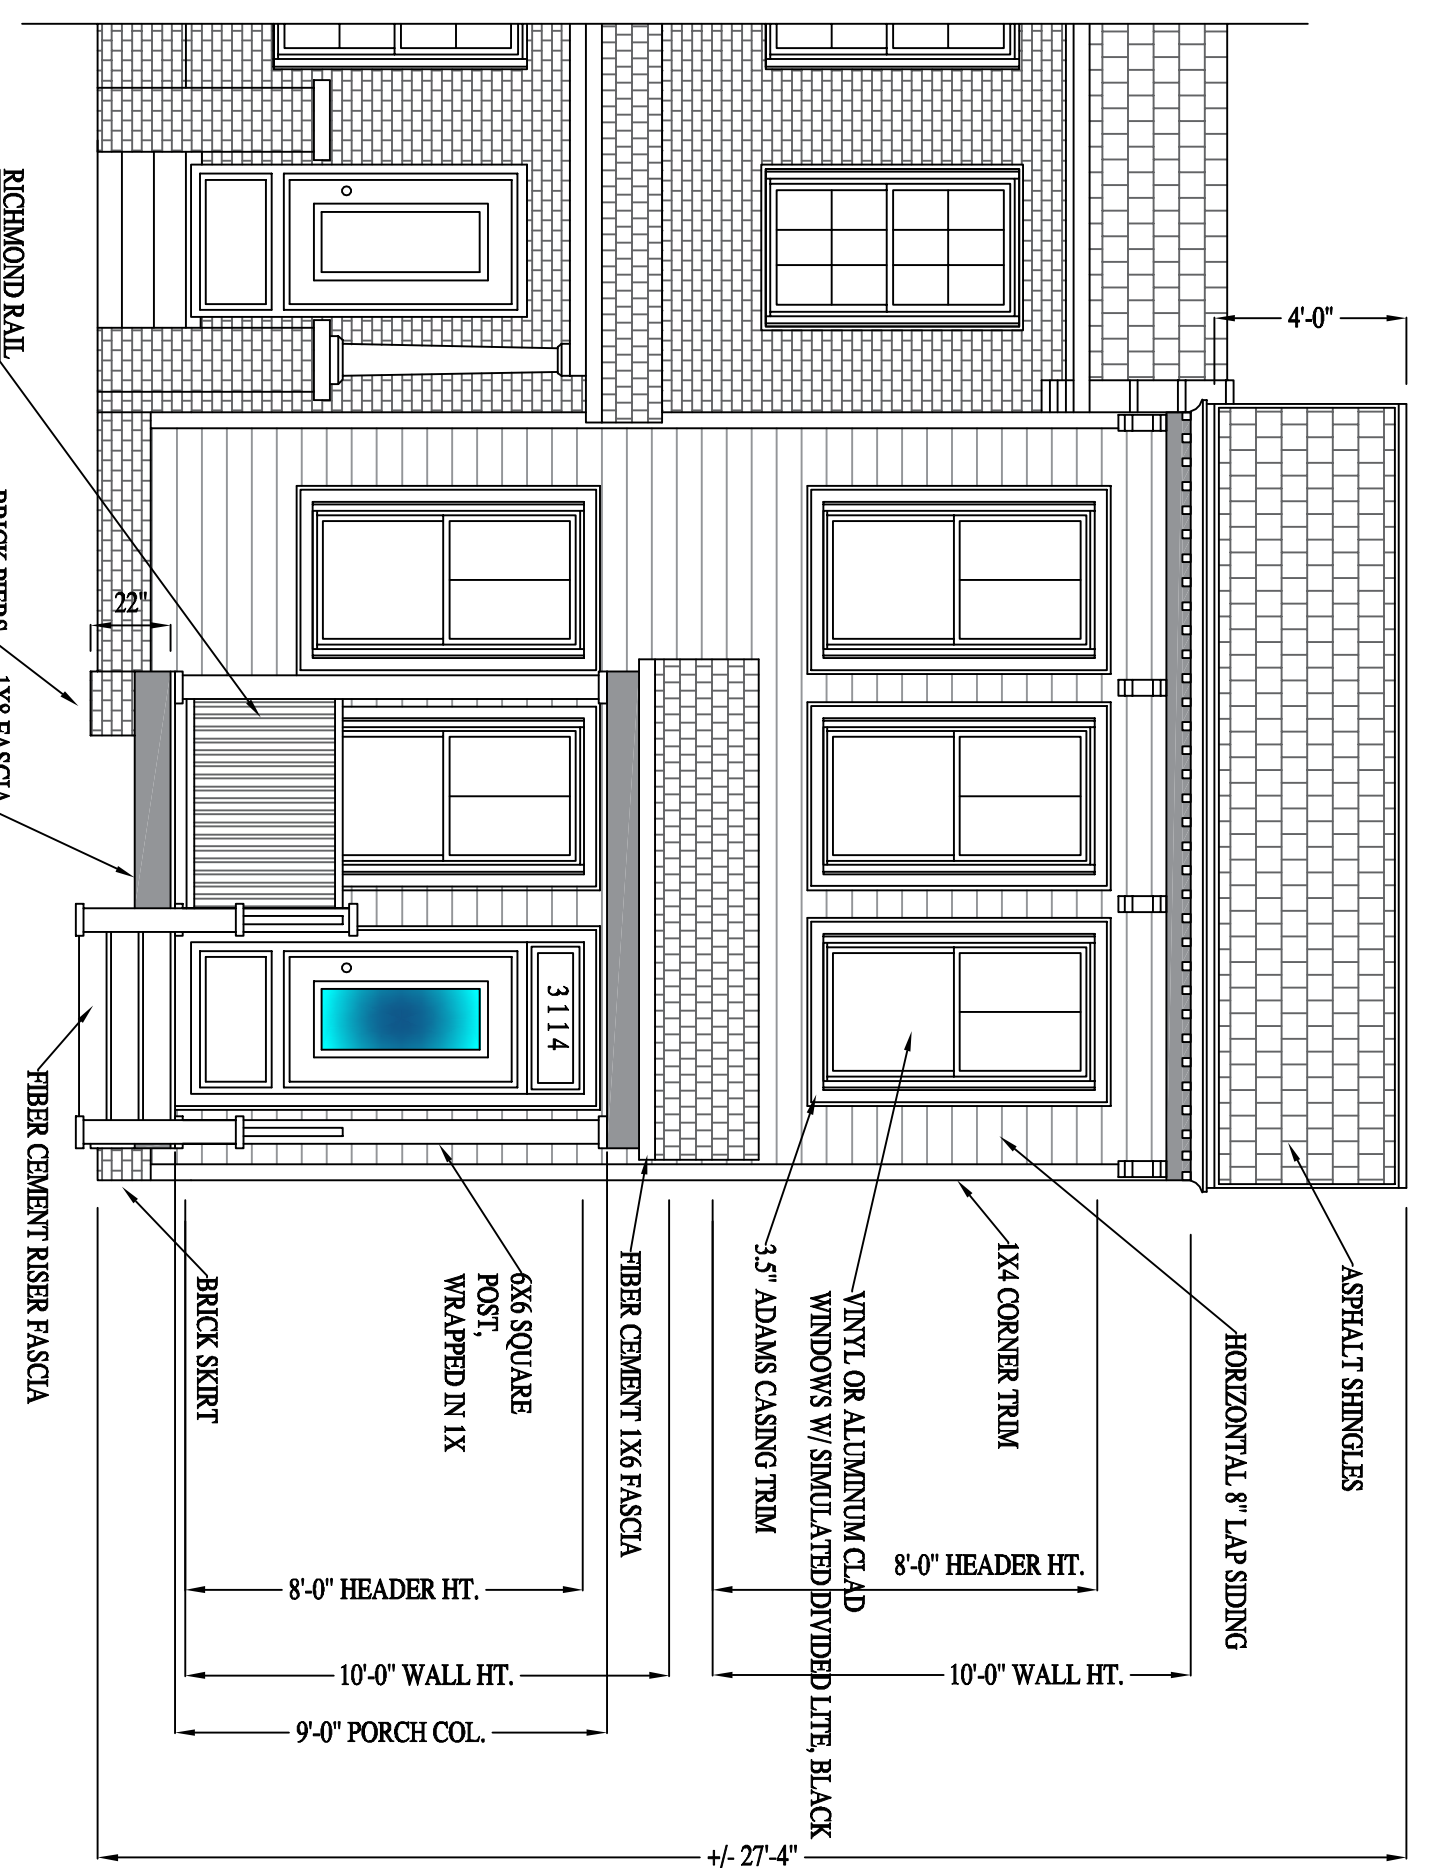 4'-0"
ASPHALT SHINGLES
HORIZONTAL 8" LAP SIDING
1X4 CORNER TRIM
VINYL OR ALUMINUM CLAD
WINDOWS W/ SIMULATED DIVIDED LITE, BLACK
3.5" ADAMS CASING TRIM
8'-0" HEADER HT.
10'-0" WALL HT.
FIBER CEMENT 1X6 FASCIA
3114
6X6 SQUARE
POST,
WRAPPED IN 1X
8'-0" HEADER HT.
10'-0" WALL HT.
9'-0" PORCH COL.
+/- 27'-4"
BRICK SKIRT
FIBER CEMENT RISER FASCIA
22"
RICHMOND RAIL
BRICK PIERS
1X8 FASCIA